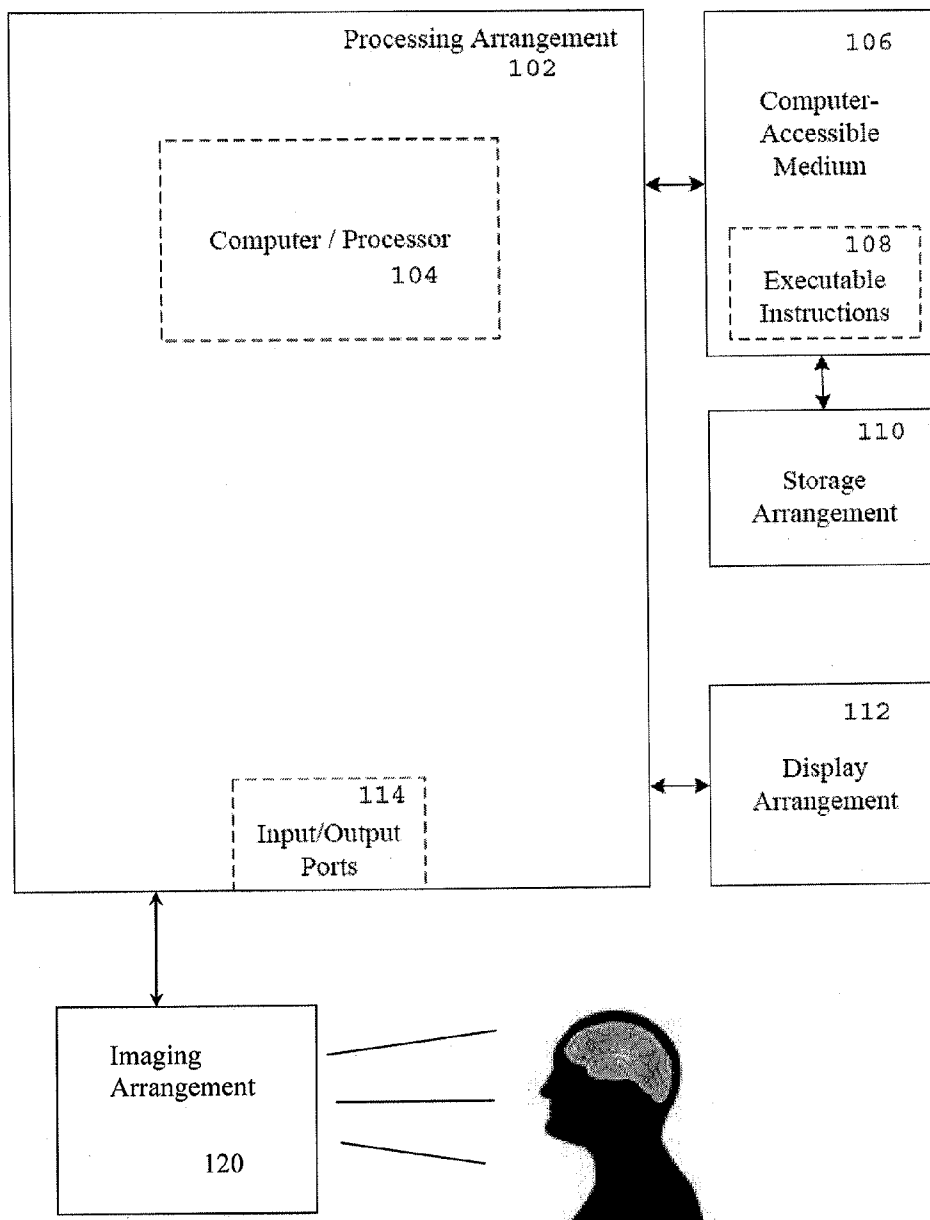 Processing Arrangement
102
Computer / Processor
104
114
Input/Output
Ports
106
Computer-
Accessible
Medium
108
Executable
Instructions
110
Storage
Arrangement
112
Display
Arrangement
Imaging
Arrangement
120